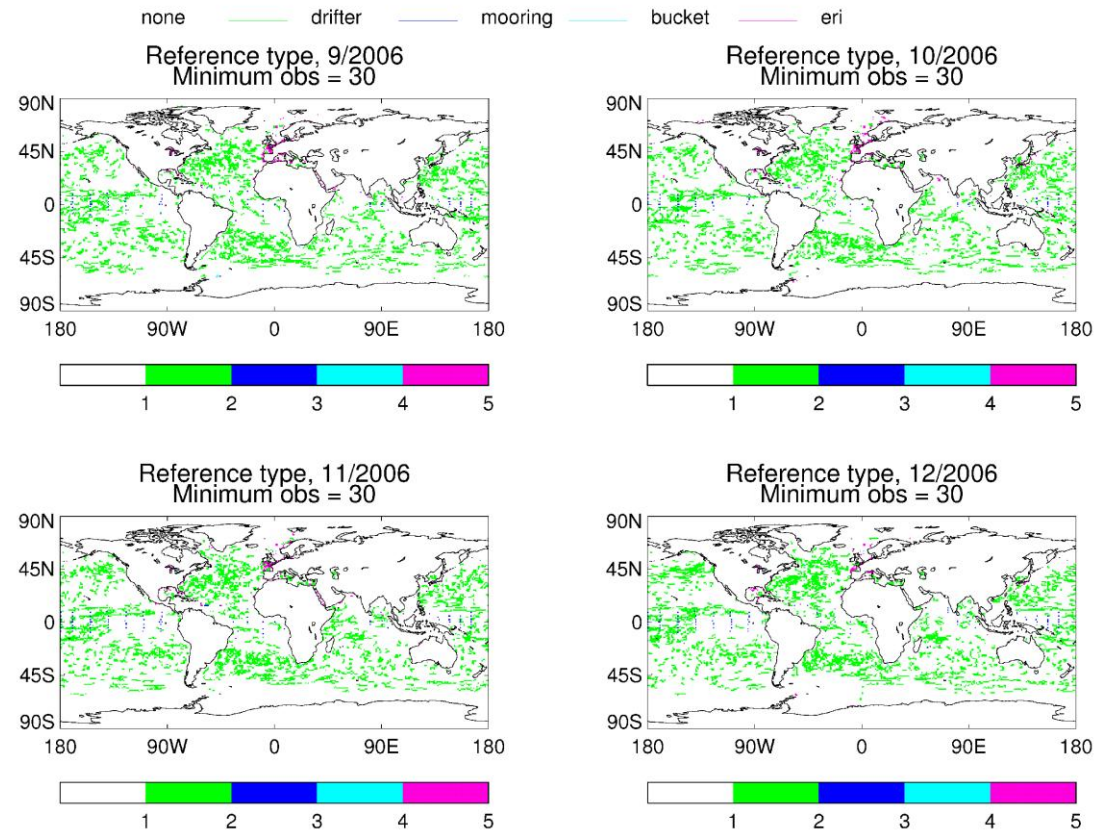 none drifter mooring bucket eri
Reference type, 9/2006
Minimum obs = 30
90N
45N
0
45S
90S
180 90W 0 90E 180
1 2 3 4 5
Reference type, 10/2006
Minimum obs = 30
90N
45N
0
45S
90S
180 90W 0 90E 180
1 2 3 4 5
Reference type, 11/2006
Minimum obs = 30
90N
45N
0
45S
90S
180 90W 0 90E 180
1 2 3 4 5
Reference type, 12/2006
Minimum obs = 30
90N
45N
0
45S
90S
180 90W 0 90E 180
1 2 3 4 5